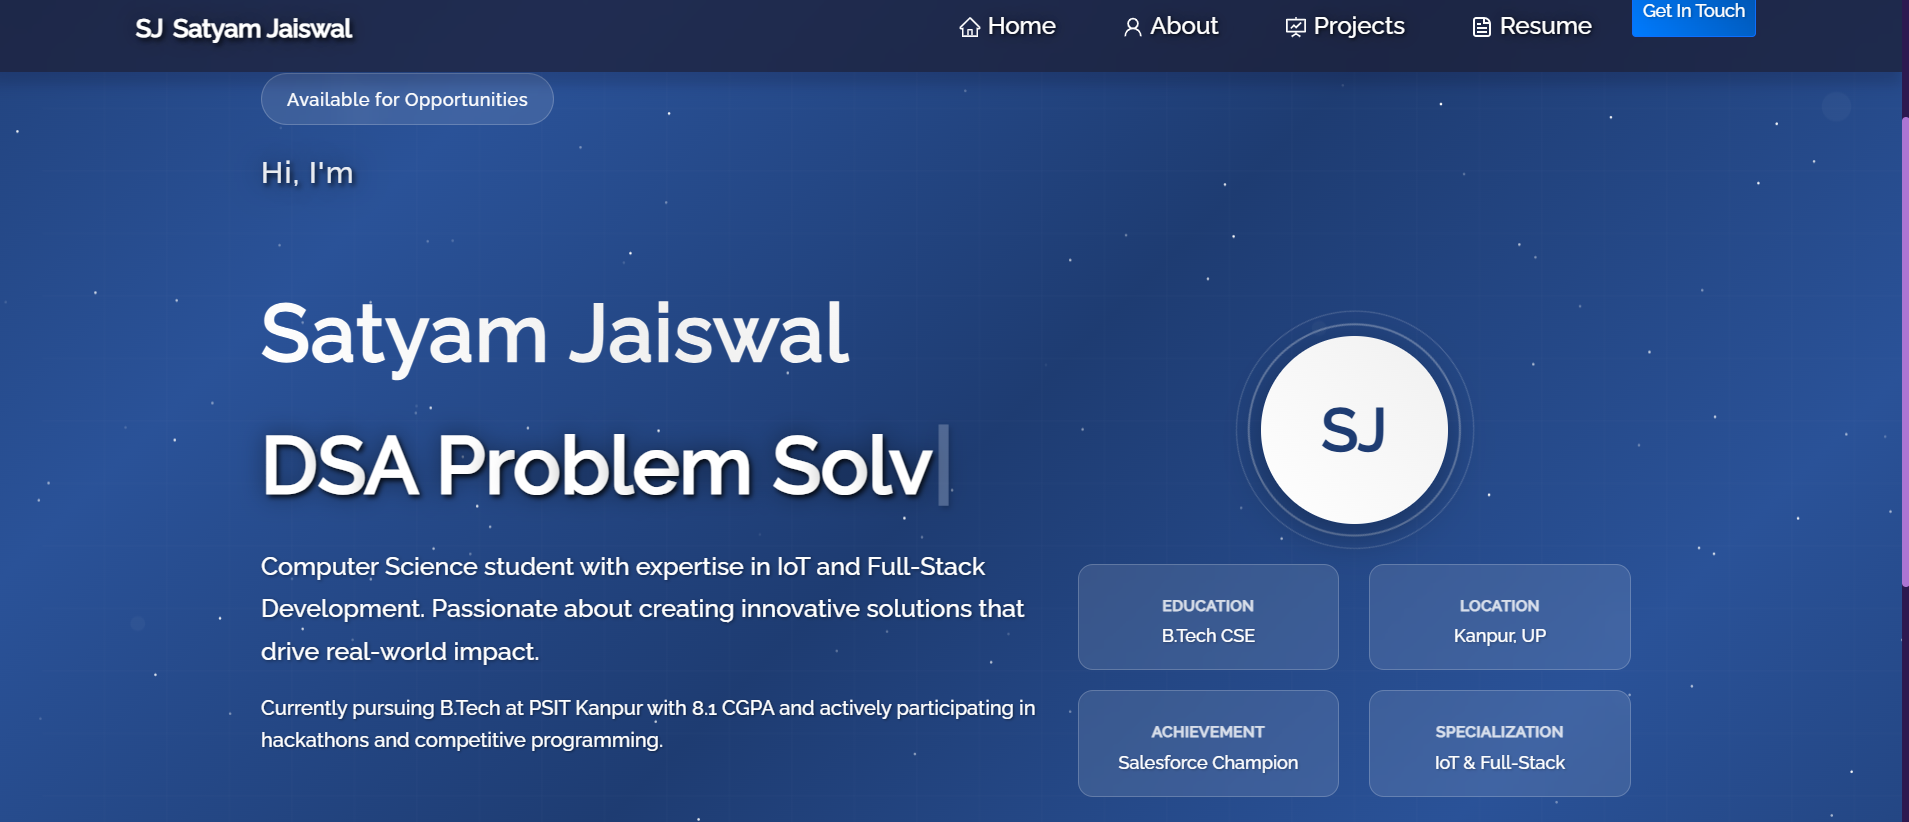 SJ Satyam Jaiswal
Home
About
Projects
Resume
Get In Touch
Available for Opportunities
Hi, I'm
Satyam Jaiswal
DSA Problem Solv
Computer Science student with expertise in IoT and Full-Stack
Development. Passionate about creating innovative solutions that
drive real-world impact.
Currently pursuing B.Tech at PSIT Kanpur with 8.1 CGPA and actively participating in
hackathons and competitive programming.
SJ
EDUCATION
B.Tech CSE
LOCATION
Kanpur, UP
ACHIEVEMENT
Salesforce Champion
SPECIALIZATION
IoT & Full-Stack